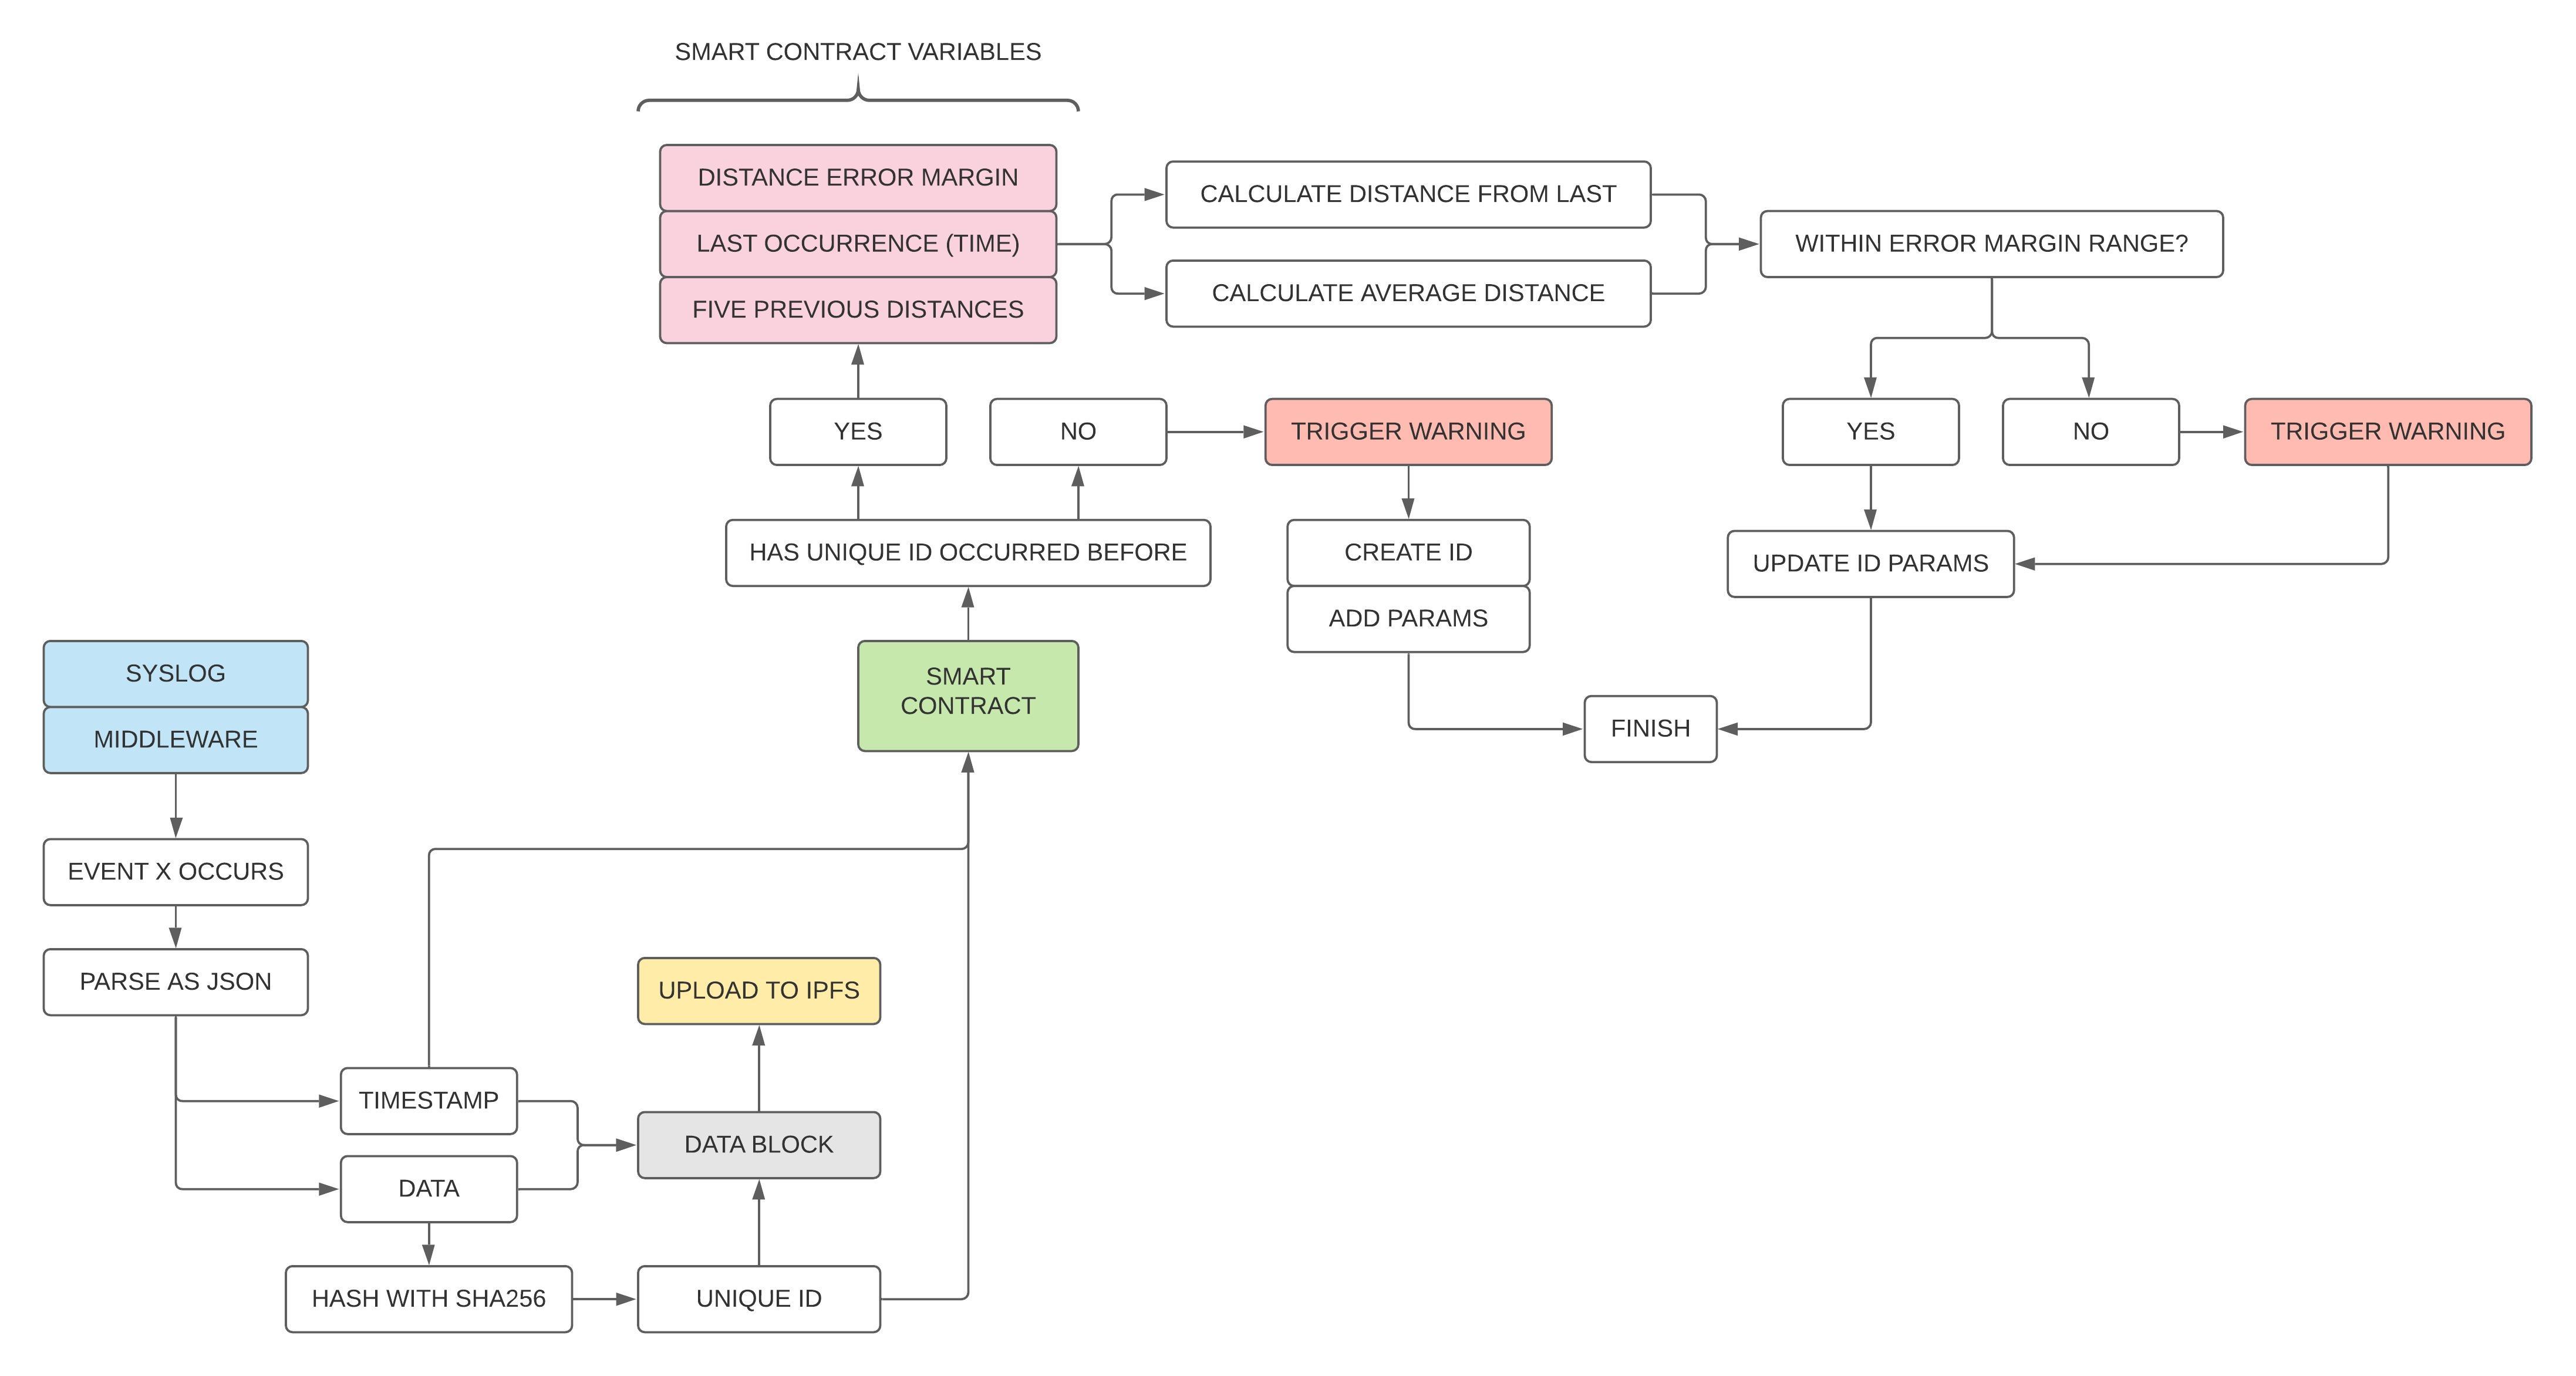 SMART CONTRACT VARIABLES
DISTANCE ERROR MARGIN
LAST OCCURRENCE (TIME)
FIVE PREVIOUS DISTANCES
CALCULATE DISTANCE FROM LAST
CALCULATE AVERAGE DISTANCE
WITHIN ERROR MARGIN RANGE?
YES
NO
TRIGGER WARNING
YES
NO
TRIGGER WARNING
HAS UNIQUE ID OCCURRED BEFORE
CREATE ID
ADD PARAMS
UPDATE ID PARAMS
SYSLOG
MIDDLEWARE
SMART
CONTRACT
FINISH
EVENT X OCCURS
PARSE AS JSON
UPLOAD TO IPFS
TIMESTAMP
DATA BLOCK
DATA
HASH WITH SHA256
UNIQUE ID